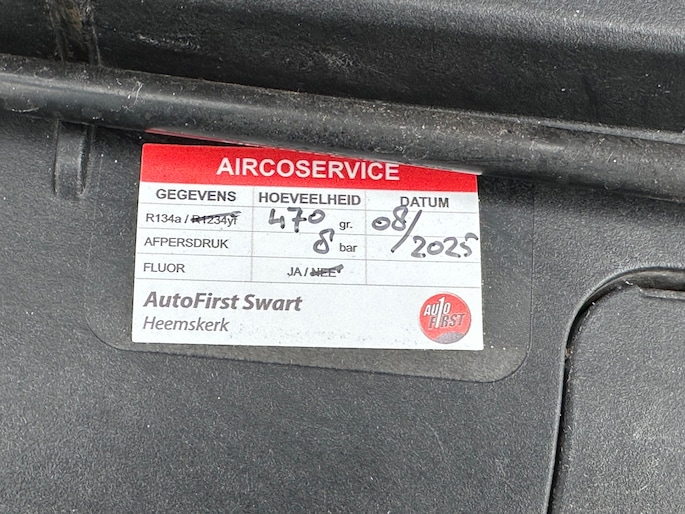 AIRCOSERVICE
GEGEVENS HOEVEELHEID DATUM
R134a / R1234yf 470 gr. 08/
AFPERSDRUK 8 bar 2025
FLUOR JA / NEE
AutoFirst Swart
Heemskerk
AUTO
FIRST